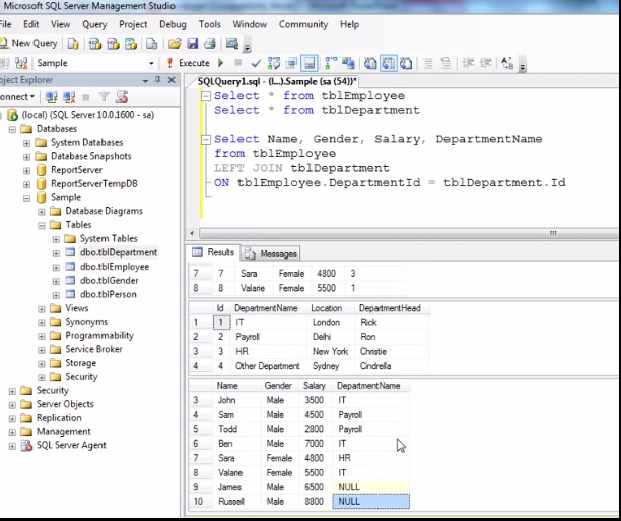 Microsoft SQL Server Management Studio
File Edit View Query Project Debug Tools Window Community Help
New Query
Sample Execute
Object Explorer
Connect
SQLQuery1.sql - (l...).Sample (sa (54))*
(local) (SQL Server 10.0.1600 - sa)
Databases
System Databases
Database Snapshots
ReportServer
ReportServerTempDB
Sample
Database Diagrams
Tables
System Tables
dbo.tblDepartment
dbo.tblEmployee
dbo.tblGender
dbo.tblPerson
Views
Synonyms
Programmability
Service Broker
Storage
Security
Security
Server Objects
Replication
Management
SQL Server Agent
Select * from tblEmployee
Select * from tblDepartment
Select Name, Gender, Salary, DepartmentName
from tblEmployee
LEFT JOIN tblDepartment
ON tblEmployee.DepartmentId = tblDepartment.Id
Results Messages
7 7 Sara Female 4800 3
8 8 Valarie Female 5500 1
Id DepartmentName Location DepartmentHead
1 1 IT London Rick
2 2 Payroll Delhi Ron
3 3 HR New York Christie
4 4 Other Department Sydney Cindrella
Name Gender Salary DepartmentName
3 John Male 3500 IT
4 Sam Male 4500 Payroll
5 Todd Male 2800 Payroll
6 Ben Male 7000 IT
7 Sara Female 4800 HR
8 Valarie Female 5500 IT
9 James Male 6500 NULL
10 Russell Male 8800 NULL